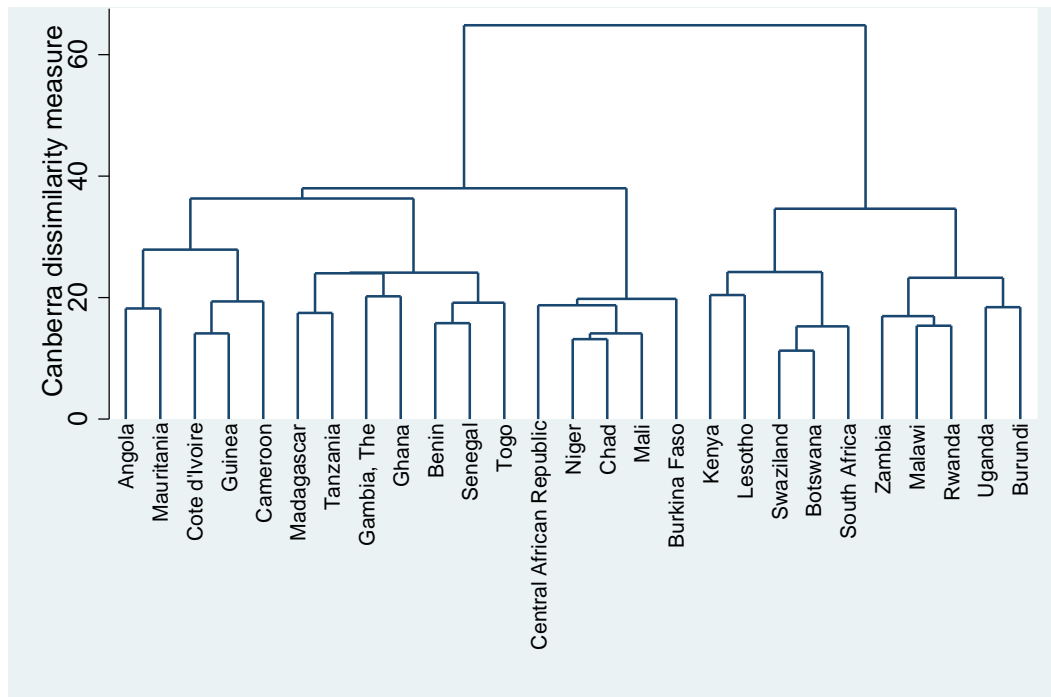 Canberra dissimilarity measure
60
40
20
0
Angola
Mauritania
Cote d'Ivoire
Guinea
Cameroon
Madagascar
Tanzania
Gambia, The
Ghana
Benin
Senegal
Togo
Central African Republic
Niger
Chad
Mali
Burkina Faso
Kenya
Lesotho
Swaziland
Botswana
South Africa
Zambia
Malawi
Rwanda
Uganda
Burundi